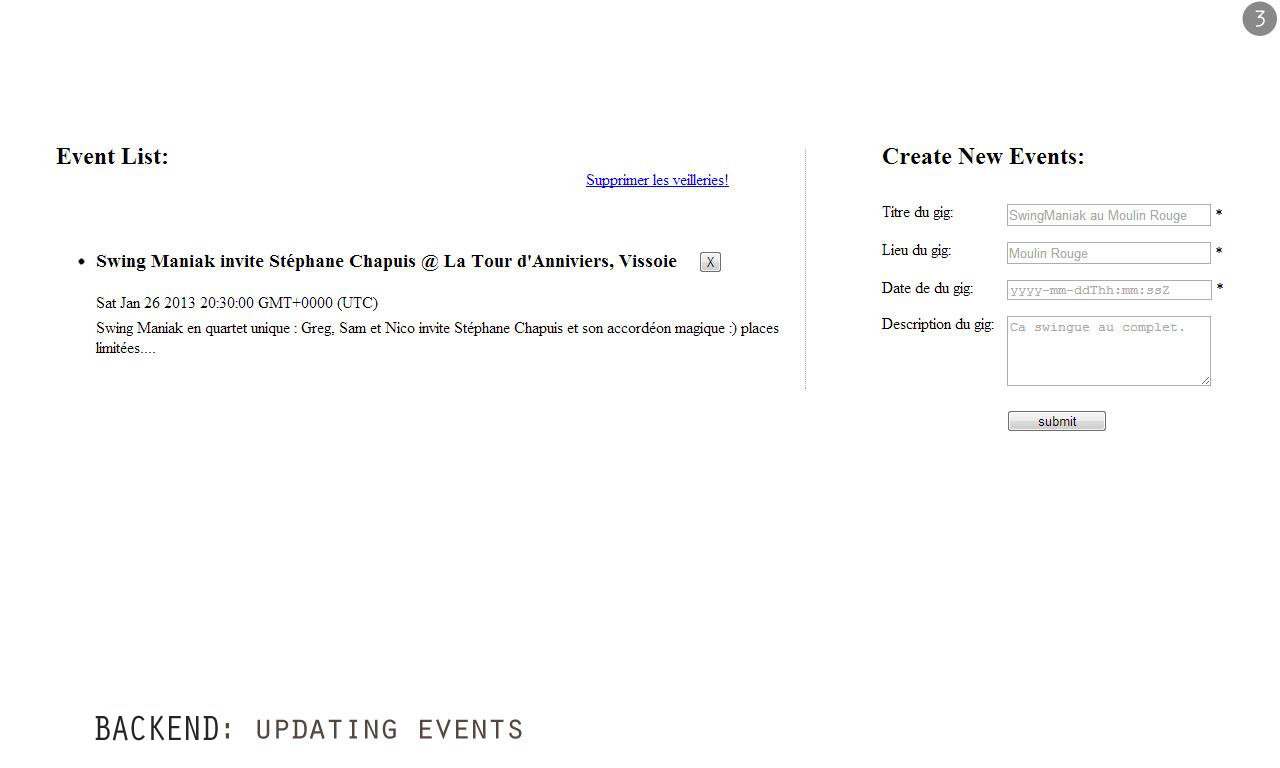 3
Event List:
Supprimer les veilleries!
Swing Maniak invite Stéphane Chapuis @ La Tour d'Anniviers, Vissoie
X
Sat Jan 26 2013 20:30:00 GMT+0000 (UTC)
Swing Maniak en quartet unique : Greg, Sam et Nico invite Stéphane Chapuis et son accordéon magique :) places
limitées....
Create New Events:
Titre du gig: SwingManiak au Moulin Rouge *
Lieu du gig: Moulin Rouge *
Date de du gig: yyyy-mm-ddThh:mm:ssZ *
Description du gig: Ca swingue au complet.
submit
BACKEND: UPDATING EVENTS